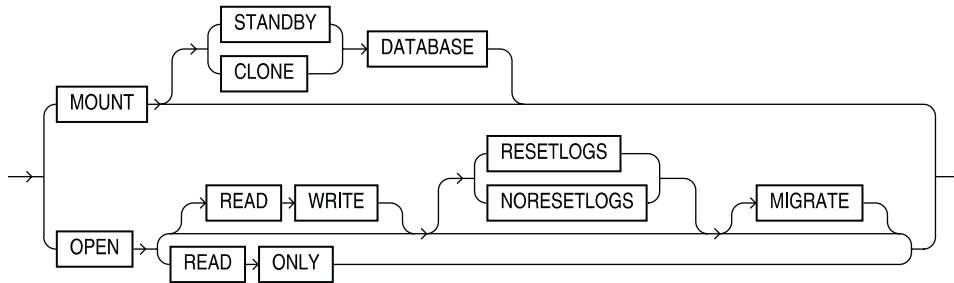 STANDBY
CLONE
DATABASE
MOUNT
RESETLOGS
READ WRITE
NORESETLOGS
MIGRATE
OPEN
READ ONLY